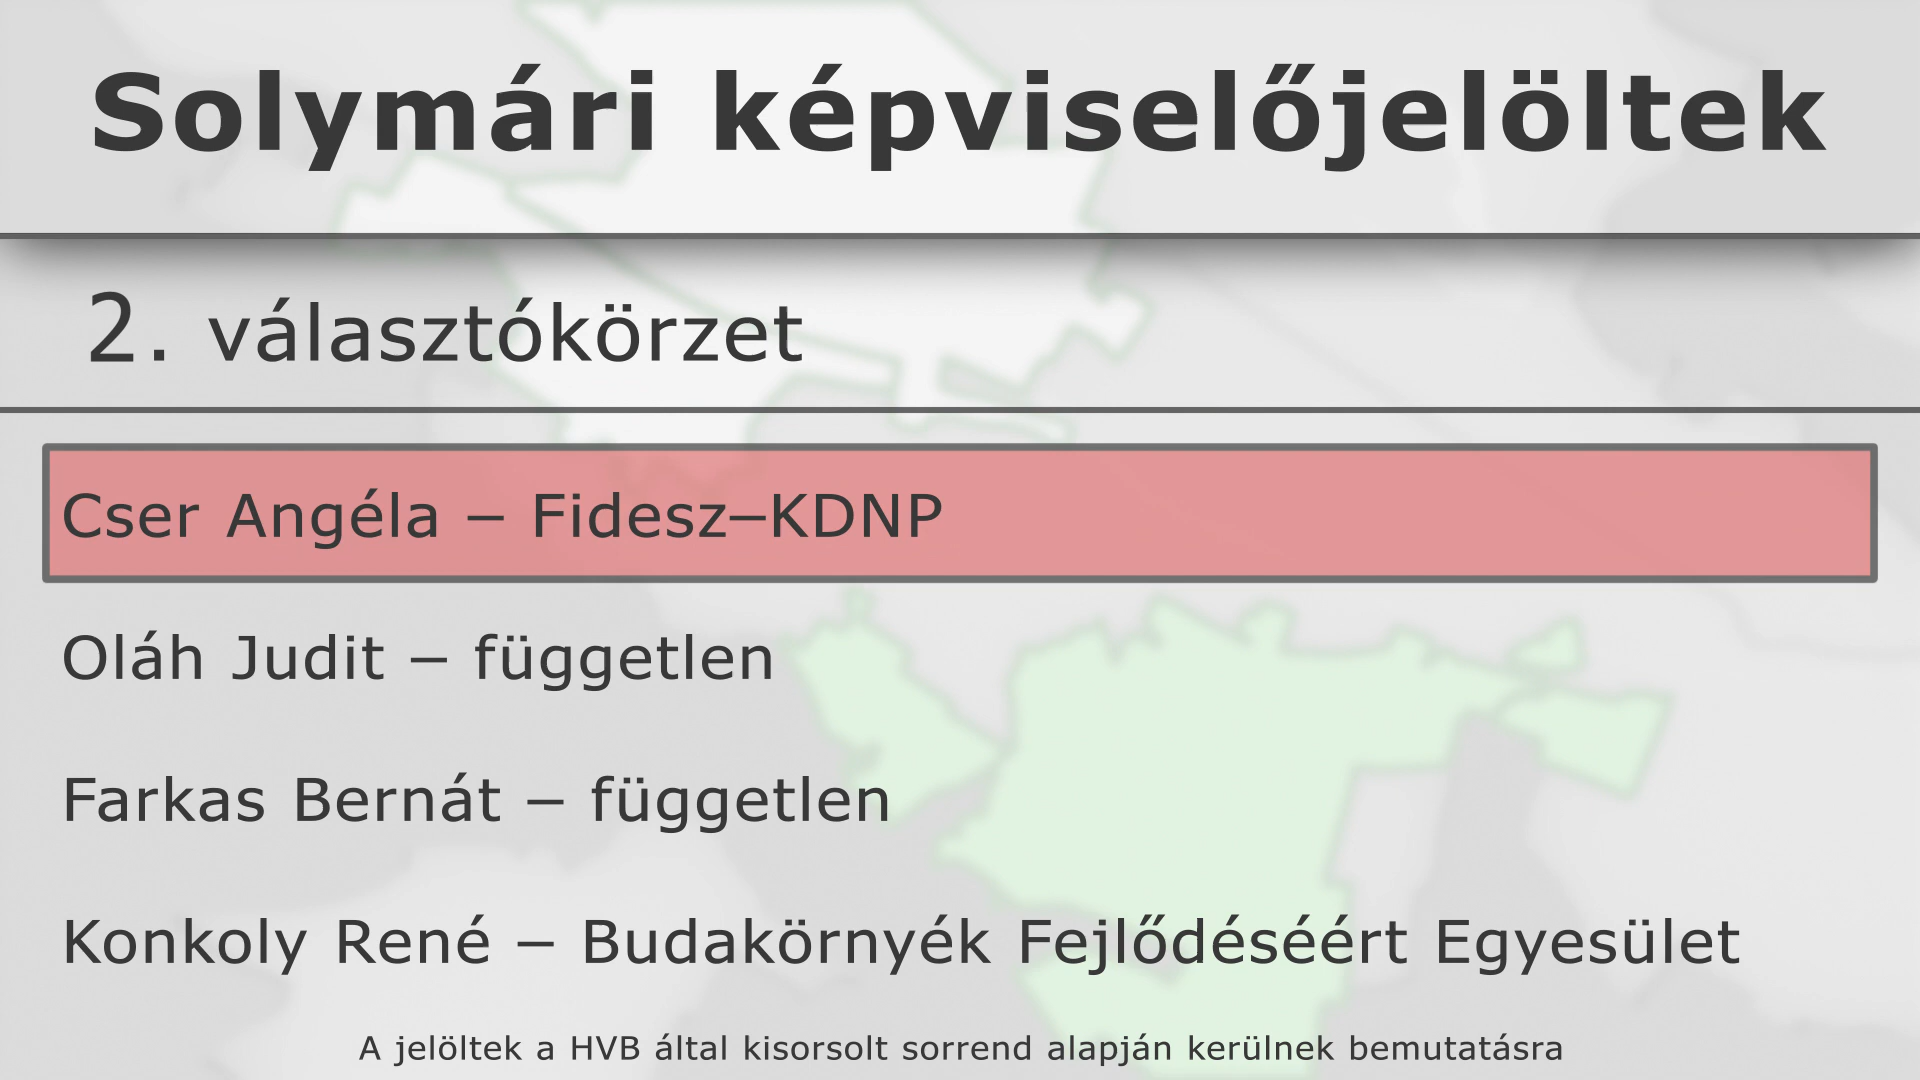 Solymári képviselőjelöltek
2. választókörzet
Cser Angéla – Fidesz–KDNP
Oláh Judit – független
Farkas Bernát – független
Konkoly René – Budakörnyék Fejlődéséért Egyesület
A jelöltek a HVB által kisorsolt sorrend alapján kerülnek bemutatásra